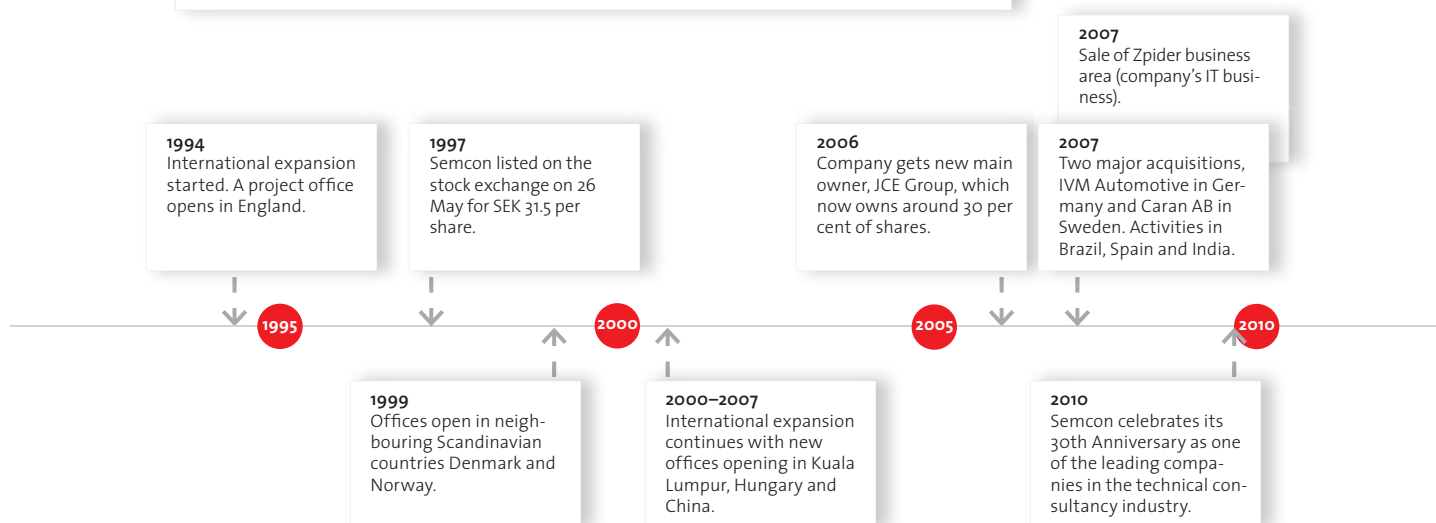 2007
Sale of Zpider business
area (company's IT busi-
ness).
1994
International expansion
started. A project office
opens in England.
1997
Semcon listed on the
stock exchange on 26
May for SEK 31.5 per
share.
2006
Company gets new main
owner, JCE Group, which
now owns around 30 per
cent of shares.
2007
Two major acquisitions,
IVM Automotive in Ger-
many and Caran AB in
Sweden. Activities in
Brazil, Spain and India.
1995
2000
2005
2010
1999
Offices open in neigh-
bouring Scandinavian
countries Denmark and
Norway.
2000–2007
International expansion
continues with new
offices opening in Kuala
Lumpur, Hungary and
China.
2010
Semcon celebrates its
30th Anniversary as one
of the leading compa-
nies in the technical con-
sultancy industry.